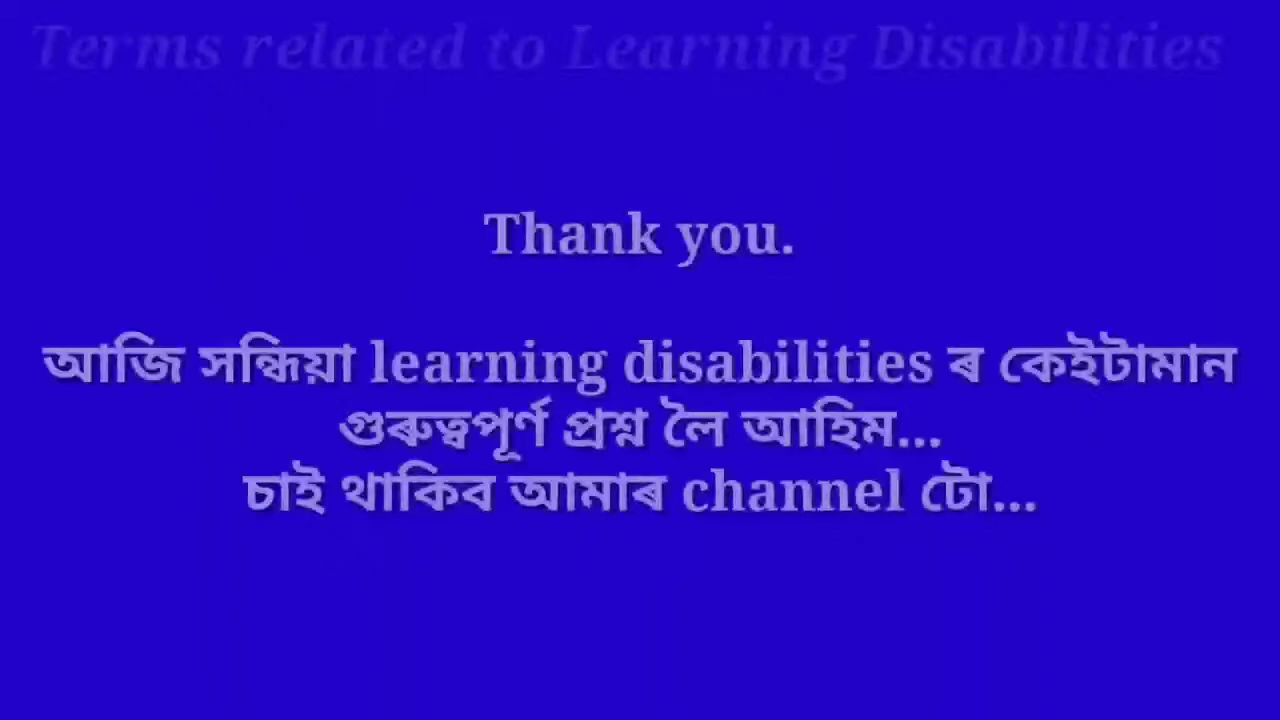 Terms related to Learning Disabilities
Thank you.
আজি সন্ধিয়া learning disabilities ৰ কেইটামান
গুৰুত্বপূৰ্ণ প্ৰশ্ন লৈ আহিম...
চাই থাকিব আমাৰ channel টো...